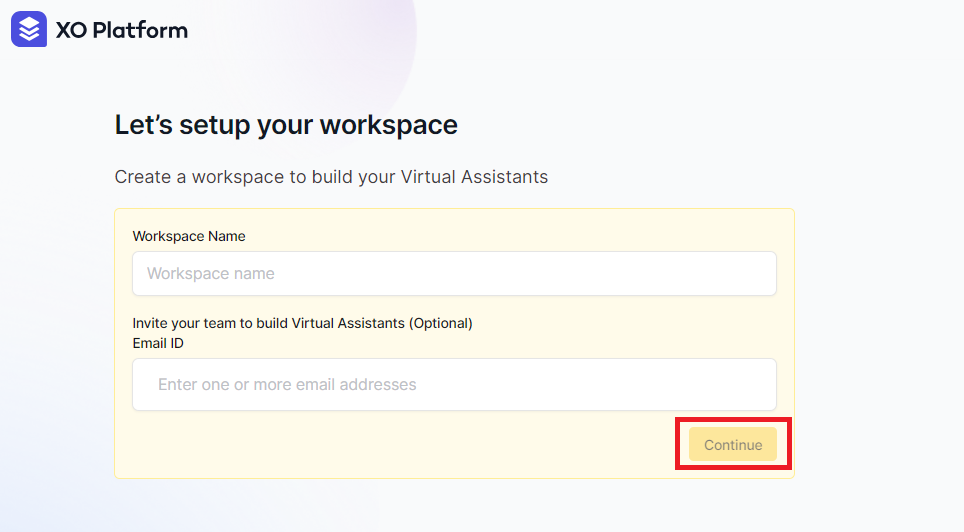 XO Platform
Let’s setup your workspace
Create a workspace to build your Virtual Assistants
Workspace Name
Workspace name
Invite your team to build Virtual Assistants (Optional)
Email ID
Enter one or more email addresses
Continue